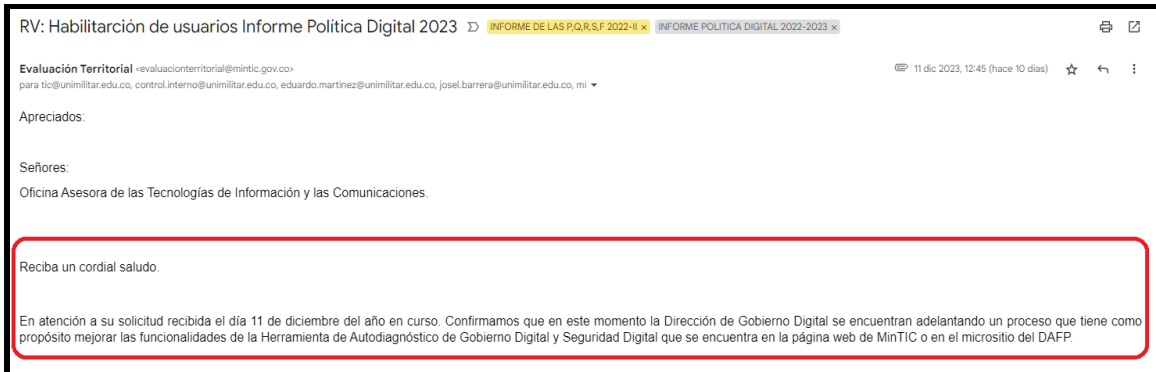 RV: Habilitarción de usuarios Informe Política Digital 2023 INFORME DE LAS P,Q,R,S,F 2022-II × INFORME POLITICA DIGITAL 2022-2023 ×
Evaluación Territorial <evaluacionterritorial@mintic.gov.co> 11 dic 2023, 12:45 (hace 10 días)
para tic@unimilitar.edu.co, control.interno@unimilitar.edu.co, eduardo.martinez@unimilitar.edu.co, josel.barrera@unimilitar.edu.co, mi
Apreciados:
Señores:
Oficina Asesora de las Tecnologías de Información y las Comunicaciones.
Reciba un cordial saludo.
En atención a su solicitud recibida el día 11 de diciembre del año en curso. Confirmamos que en este momento la Dirección de Gobierno Digital se encuentran adelantando un proceso que tiene como
propósito mejorar las funcionalidades de la Herramienta de Autodiagnóstico de Gobierno Digital y Seguridad Digital que se encuentra en la página web de MinTIC o en el micrositio del DAFP.